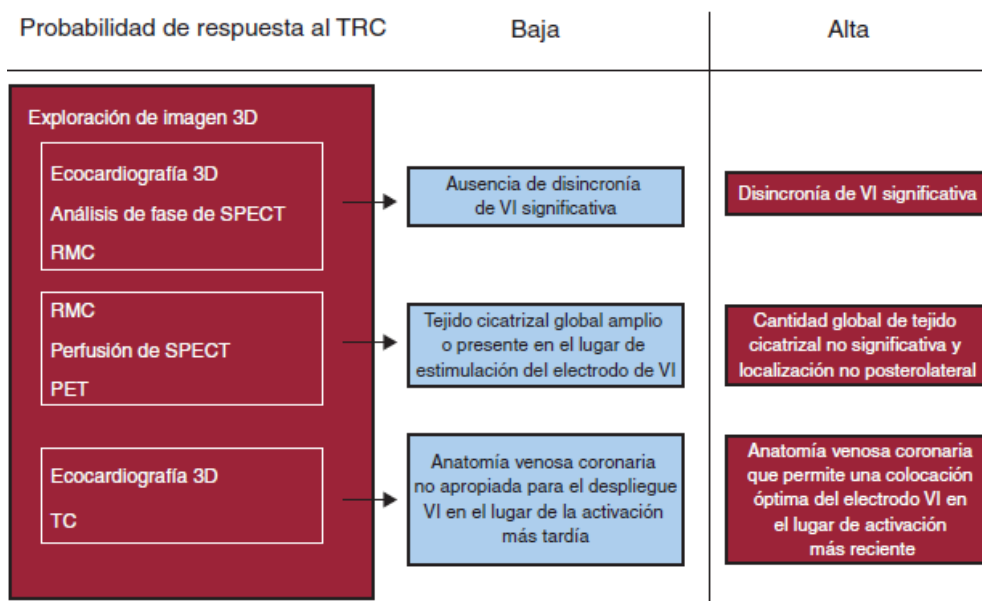 Probabilidad de respuesta al TRC
Baja
Alta
Exploración de imagen 3D
Ecocardiografía 3D
Análisis de fase de SPECT
RMC
Ausencia de disincronía
de VI significativa
Disincronía de VI significativa
RMC
Perfusión de SPECT
PET
Tejido cicatrizal global amplio
o presente en el lugar de
estimulación del electrodo de VI
Cantidad global de tejido
cicatrizal no significativa y
localización no posterolateral
Ecocardiografía 3D
TC
Anatomía venosa coronaria
no apropiada para el despliegue
VI en el lugar de la activación
más tardía
Anatomía venosa coronaria
que permite una colocación
óptima del electrodo VI en
el lugar de activación
más reciente